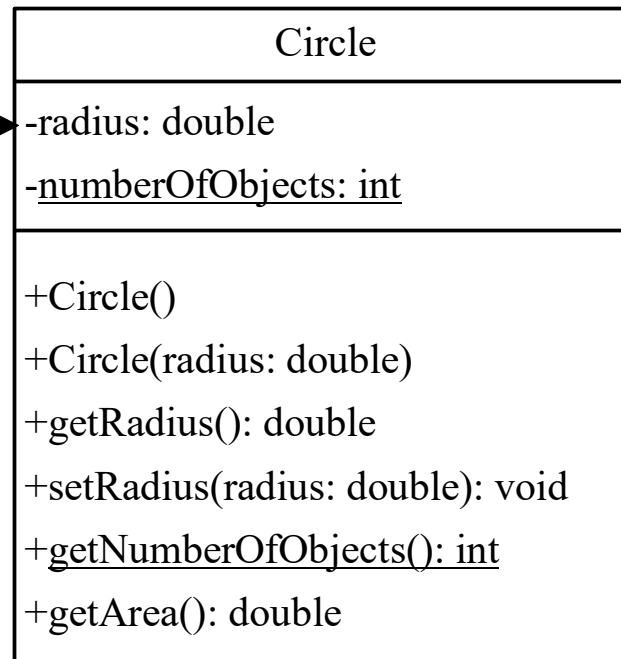 Circle
-radius: double
-numberOfObjects: int
+Circle()
+Circle(radius: double)
+getRadius(): double
+setRadius(radius: double): void
+getNumberOfObjects(): int
+getArea(): double